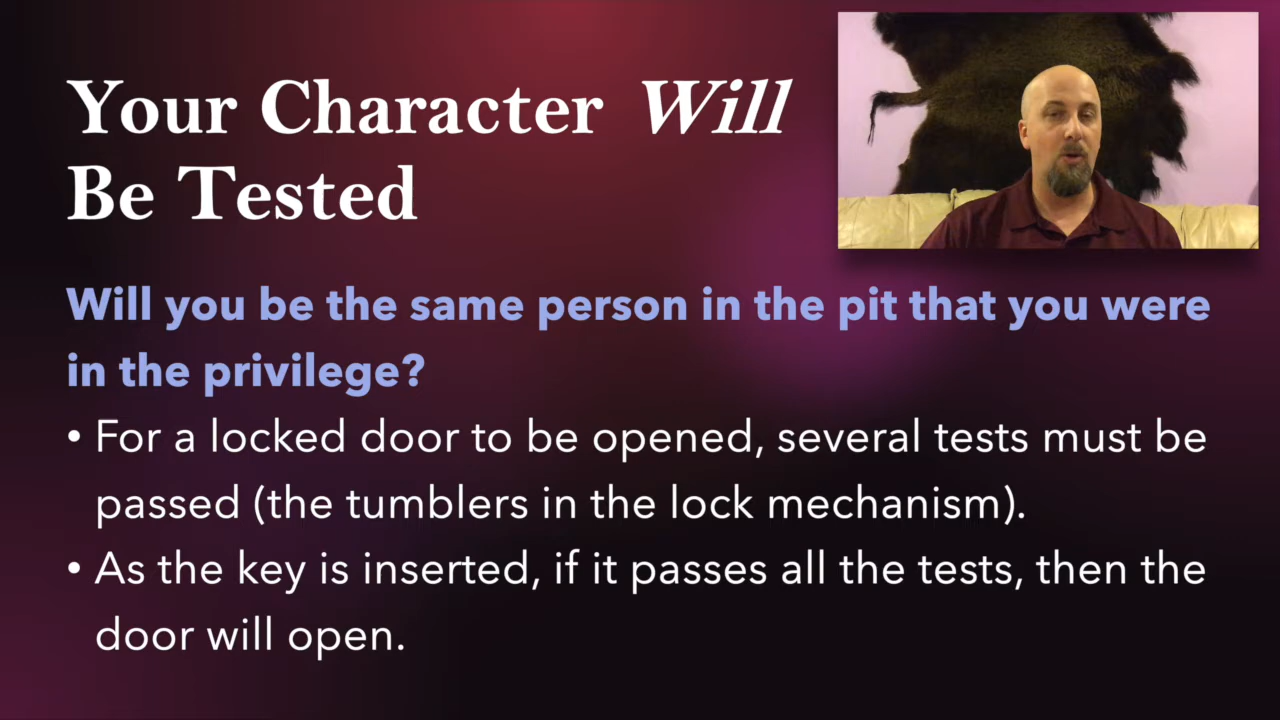 Your Character Will
Be Tested
Will you be the same person in the pit that you were
in the privilege?
• For a locked door to be opened, several tests must be
passed (the tumblers in the lock mechanism).
• As the key is inserted, if it passes all the tests, then the
door will open.